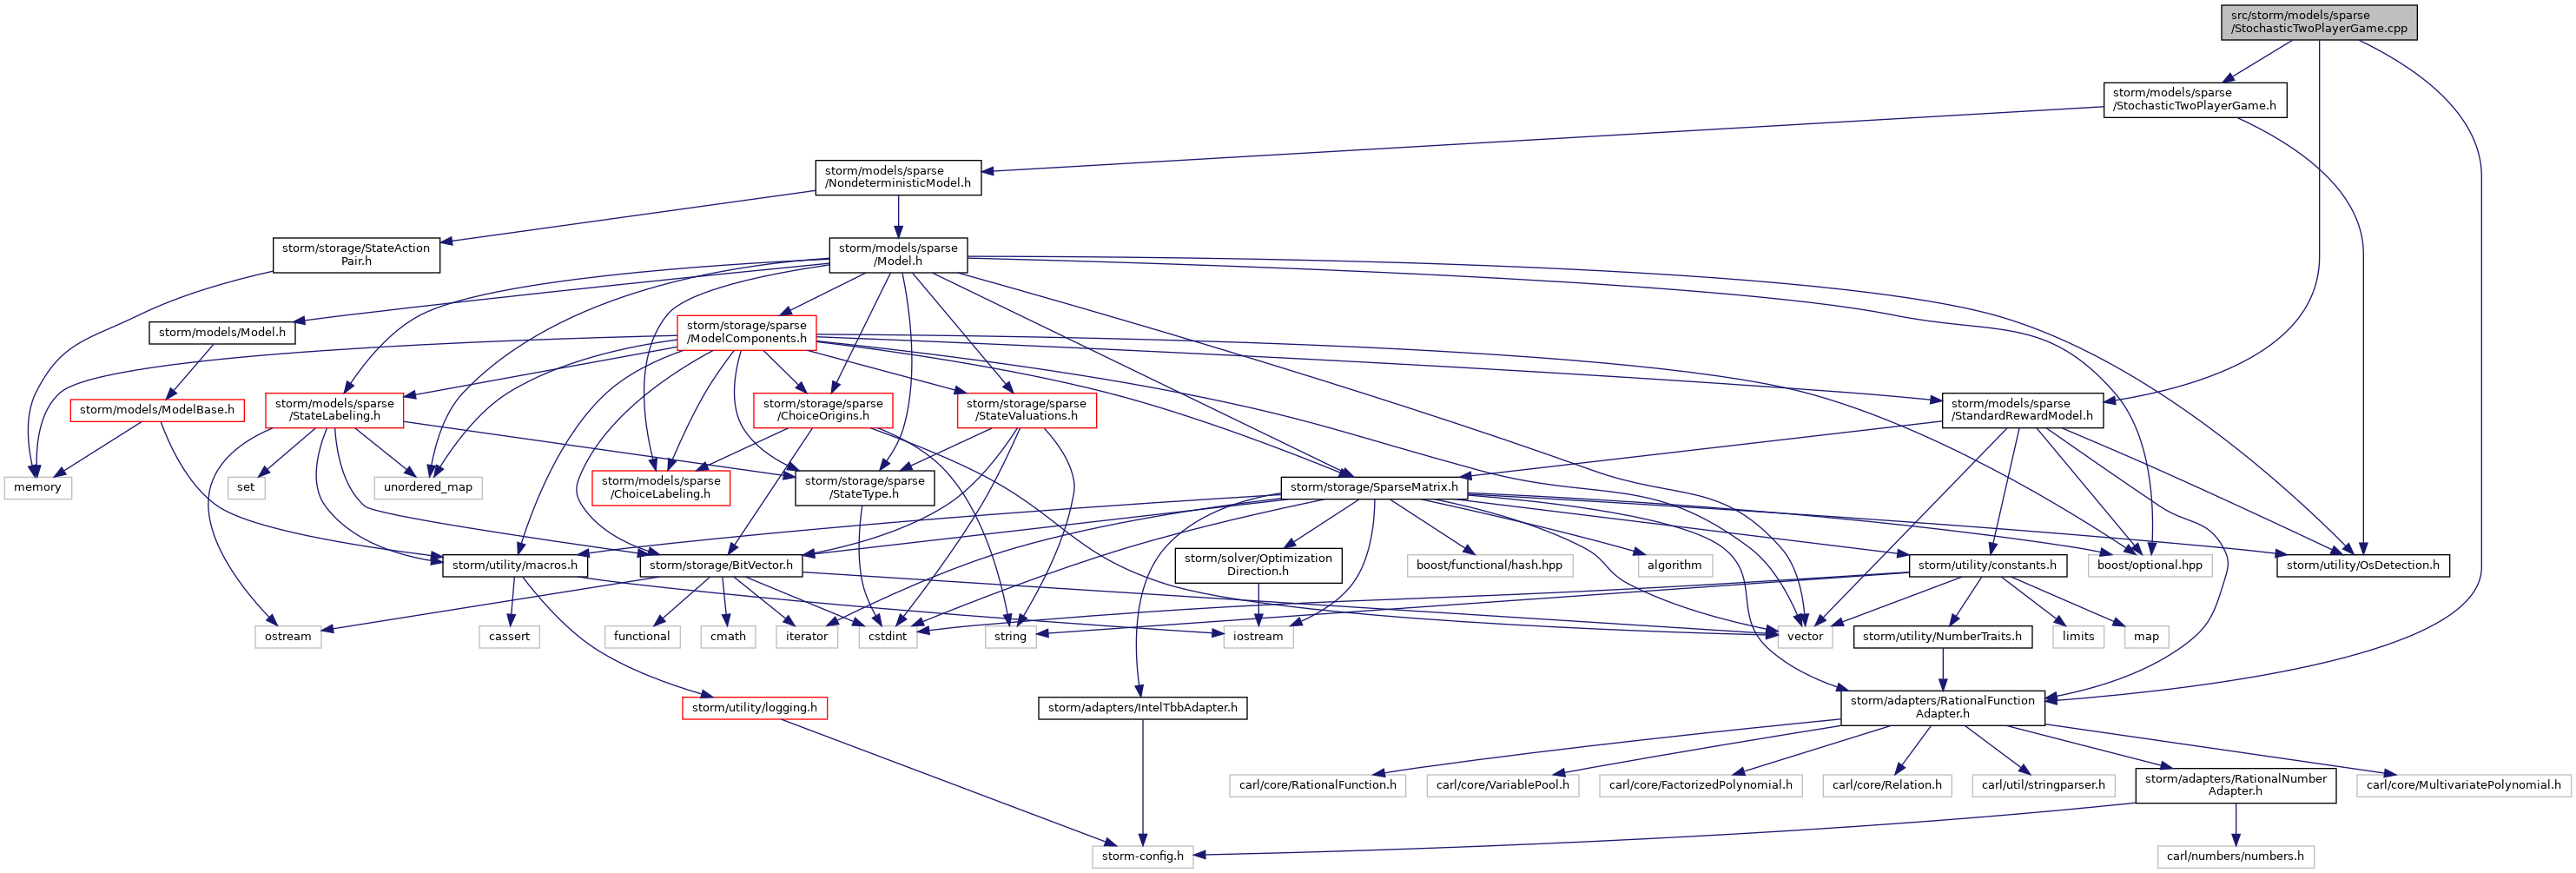 src/storm/models/sparse
/StochasticTwoPlayerGame.cpp
storm/models/sparse
/StochasticTwoPlayerGame.h
storm/models/sparse
/NondeterministicModel.h
storm/storage/StateAction
Pair.h
storm/models/sparse
/Model.h
storm/models/Model.h
storm/storage/sparse
/ModelComponents.h
storm/models/ModelBase.h
storm/models/sparse
/StateLabeling.h
storm/storage/sparse
/ChoiceOrigins.h
storm/storage/sparse
/StateValuations.h
storm/models/sparse
/StandardRewardModel.h
memory
set
unordered_map
storm/models/sparse
/ChoiceLabeling.h
storm/storage/sparse
/StateType.h
storm/storage/SparseMatrix.h
storm/utility/macros.h
storm/storage/BitVector.h
storm/solver/Optimization
Direction.h
boost/functional/hash.hpp
algorithm
storm/utility/constants.h
boost/optional.hpp
storm/utility/OsDetection.h
ostream
cassert
functional
cmath
iterator
cstdint
string
iostream
vector
storm/utility/NumberTraits.h
limits
map
storm/utility/logging.h
storm/adapters/IntelTbbAdapter.h
storm/adapters/RationalFunction
Adapter.h
carl/core/RationalFunction.h
carl/core/VariablePool.h
carl/core/FactorizedPolynomial.h
carl/core/Relation.h
carl/util/stringparser.h
storm/adapters/RationalNumber
Adapter.h
carl/core/MultivariatePolynomial.h
storm-config.h
carl/numbers/numbers.h